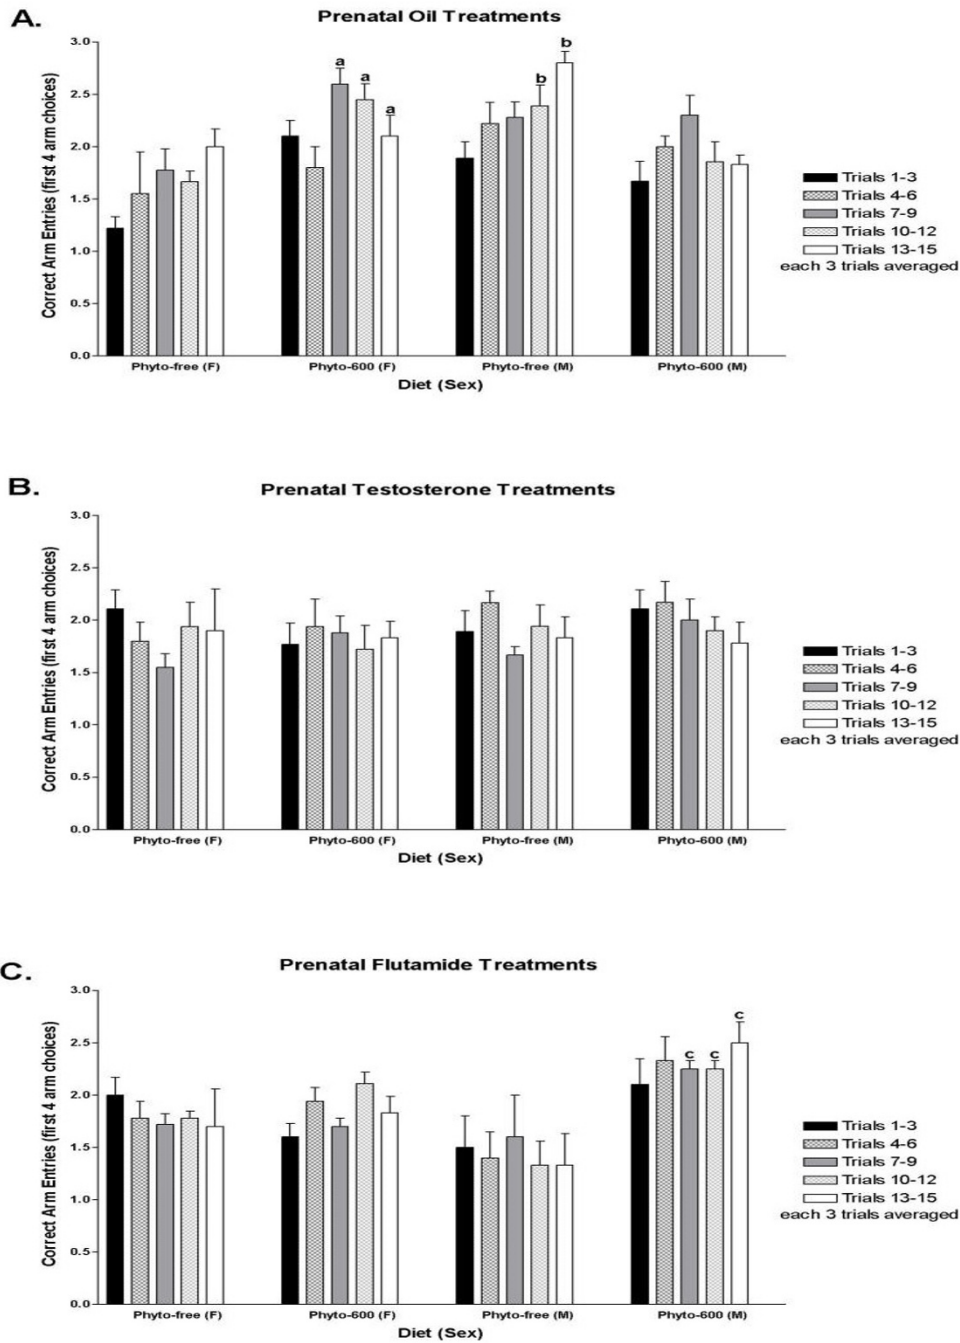 A.
Prenatal Oil Treatments
Correct Arm Entries (first 4 arm choices)
3.0
2.5
2.0
1.5
1.0
0.5
0.0
a
a
a
b
b
Phyto-free (F)
Phyto-600 (F)
Phyto-free (M)
Phyto-600 (M)
Diet (Sex)
Trials 1-3
Trials 4-6
Trials 7-9
Trials 10-12
Trials 13-15
each 3 trials averaged
B.
Prenatal Testosterone Treatments
Correct Arm Entries (first 4 arm choices)
3.0
2.5
2.0
1.5
1.0
0.5
0.0
Phyto-free (F)
Phyto-600 (F)
Phyto-free (M)
Phyto-600 (M)
Diet (Sex)
Trials 1-3
Trials 4-6
Trials 7-9
Trials 10-12
Trials 13-15
each 3 trials averaged
C.
Prenatal Flutamide Treatments
Correct Arm Entries (first 4 arm choices)
3.0
2.5
2.0
1.5
1.0
0.5
0.0
c
c
c
Phyto-free (F)
Phyto-600 (F)
Phyto-free (M)
Phyto-600 (M)
Diet (Sex)
Trials 1-3
Trials 4-6
Trials 7-9
Trials 10-12
Trials 13-15
each 3 trials averaged